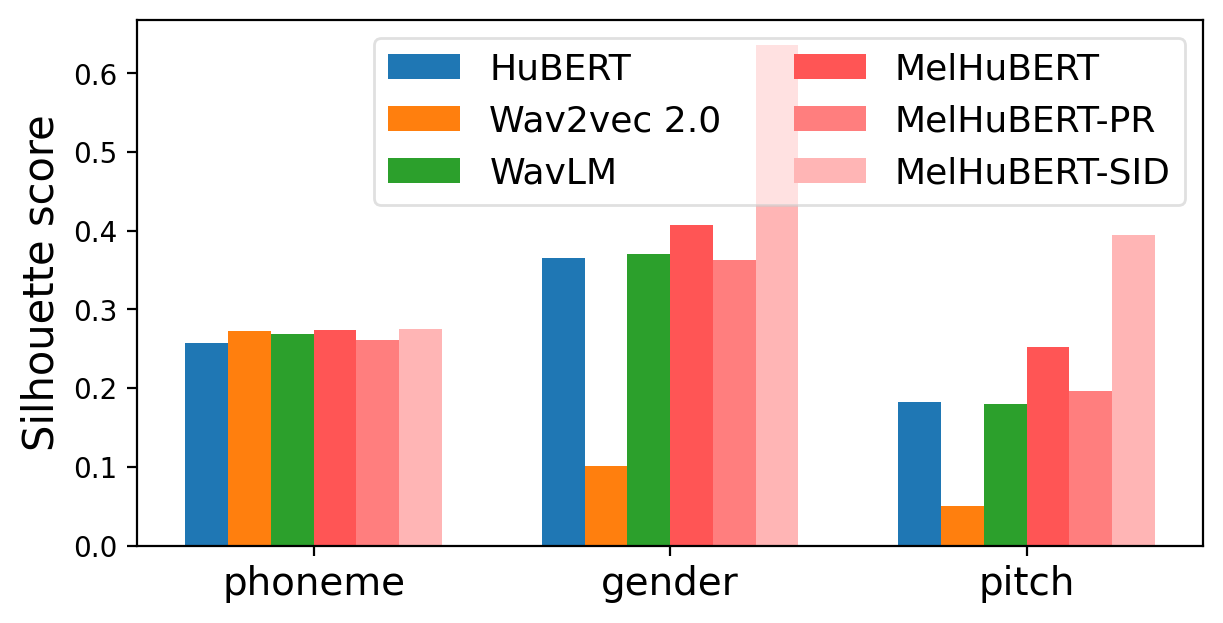 Silhouette score
0.6
0.5
0.4
0.3
0.2
0.1
0.0
HuBERT
Wav2vec 2.0
WavLM
MelHuBERT
MelHuBERT-PR
MelHuBERT-SID
phoneme
gender
pitch